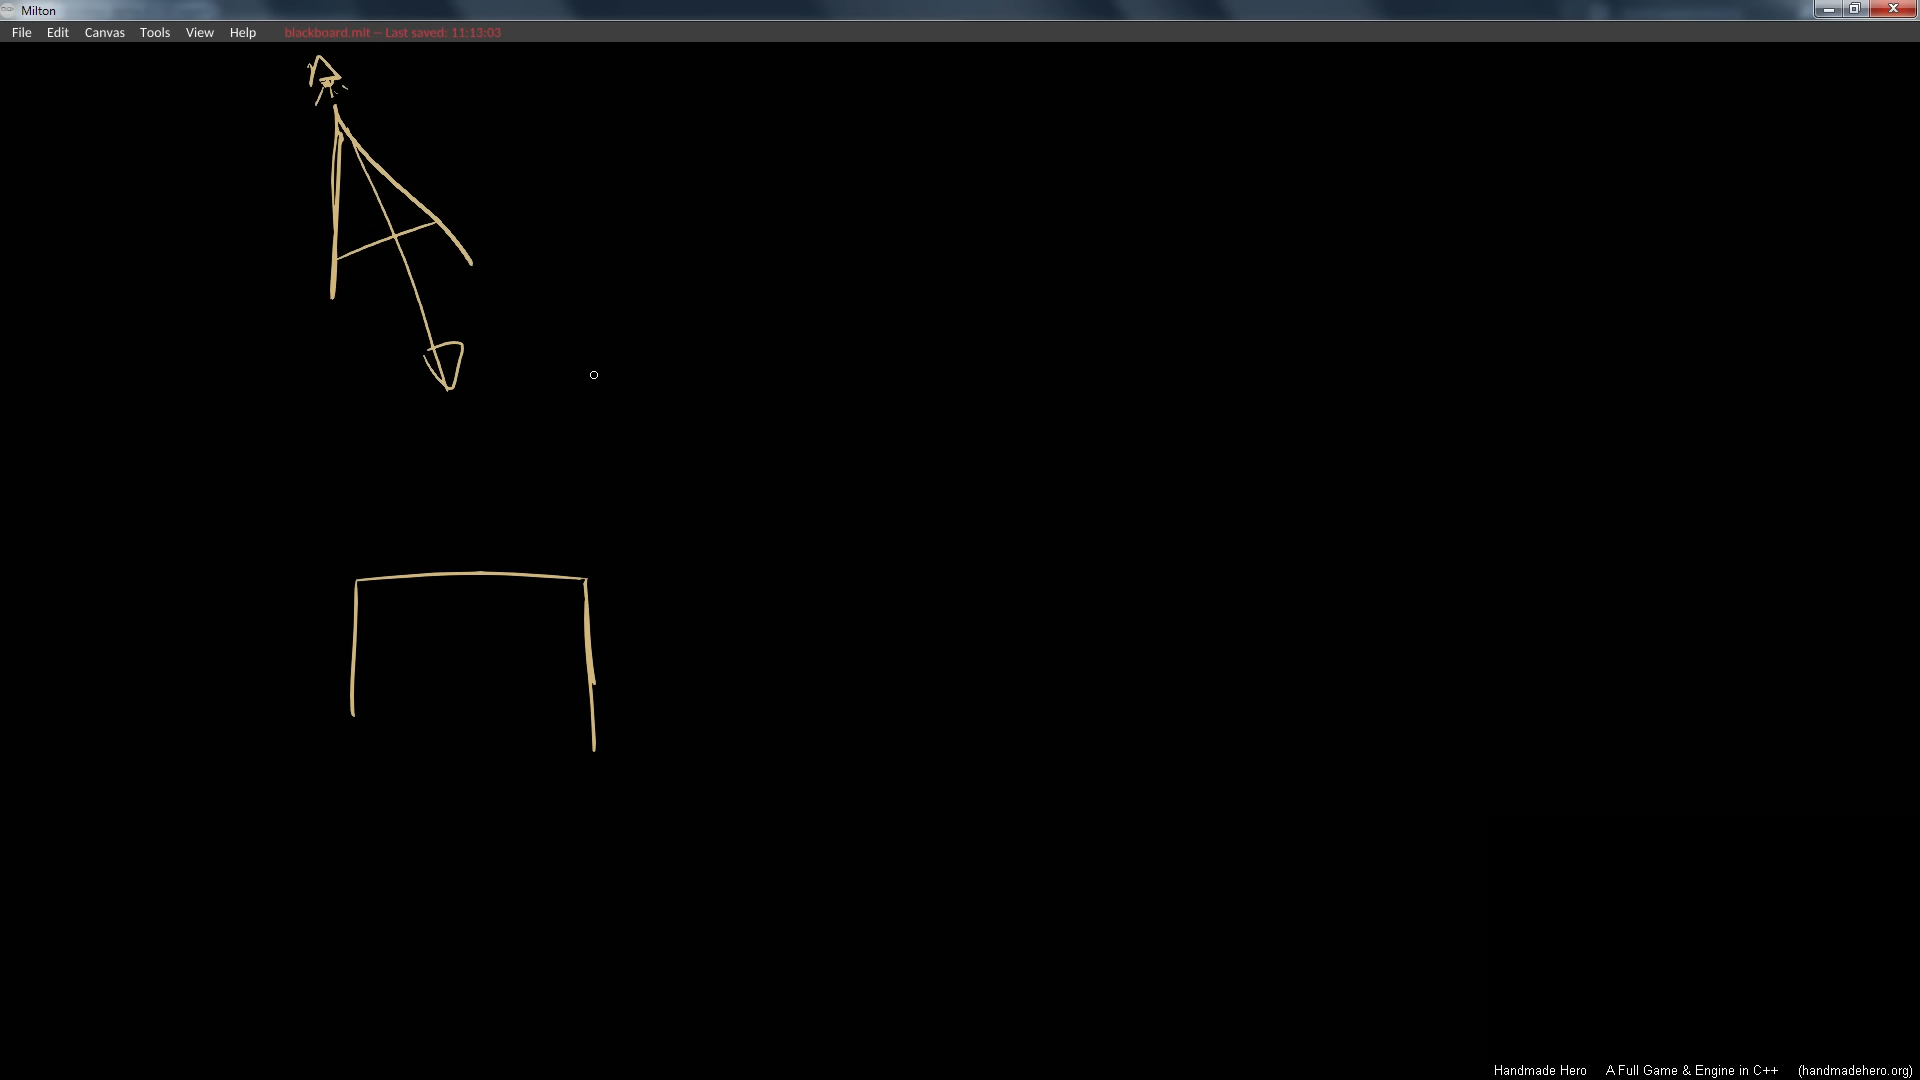 Milton
File Edit Canvas Tools View Help blackboard.mlt -- Last saved: 11:13:03
Handmade Hero A Full Game & Engine in C++ (handmadehero.org)